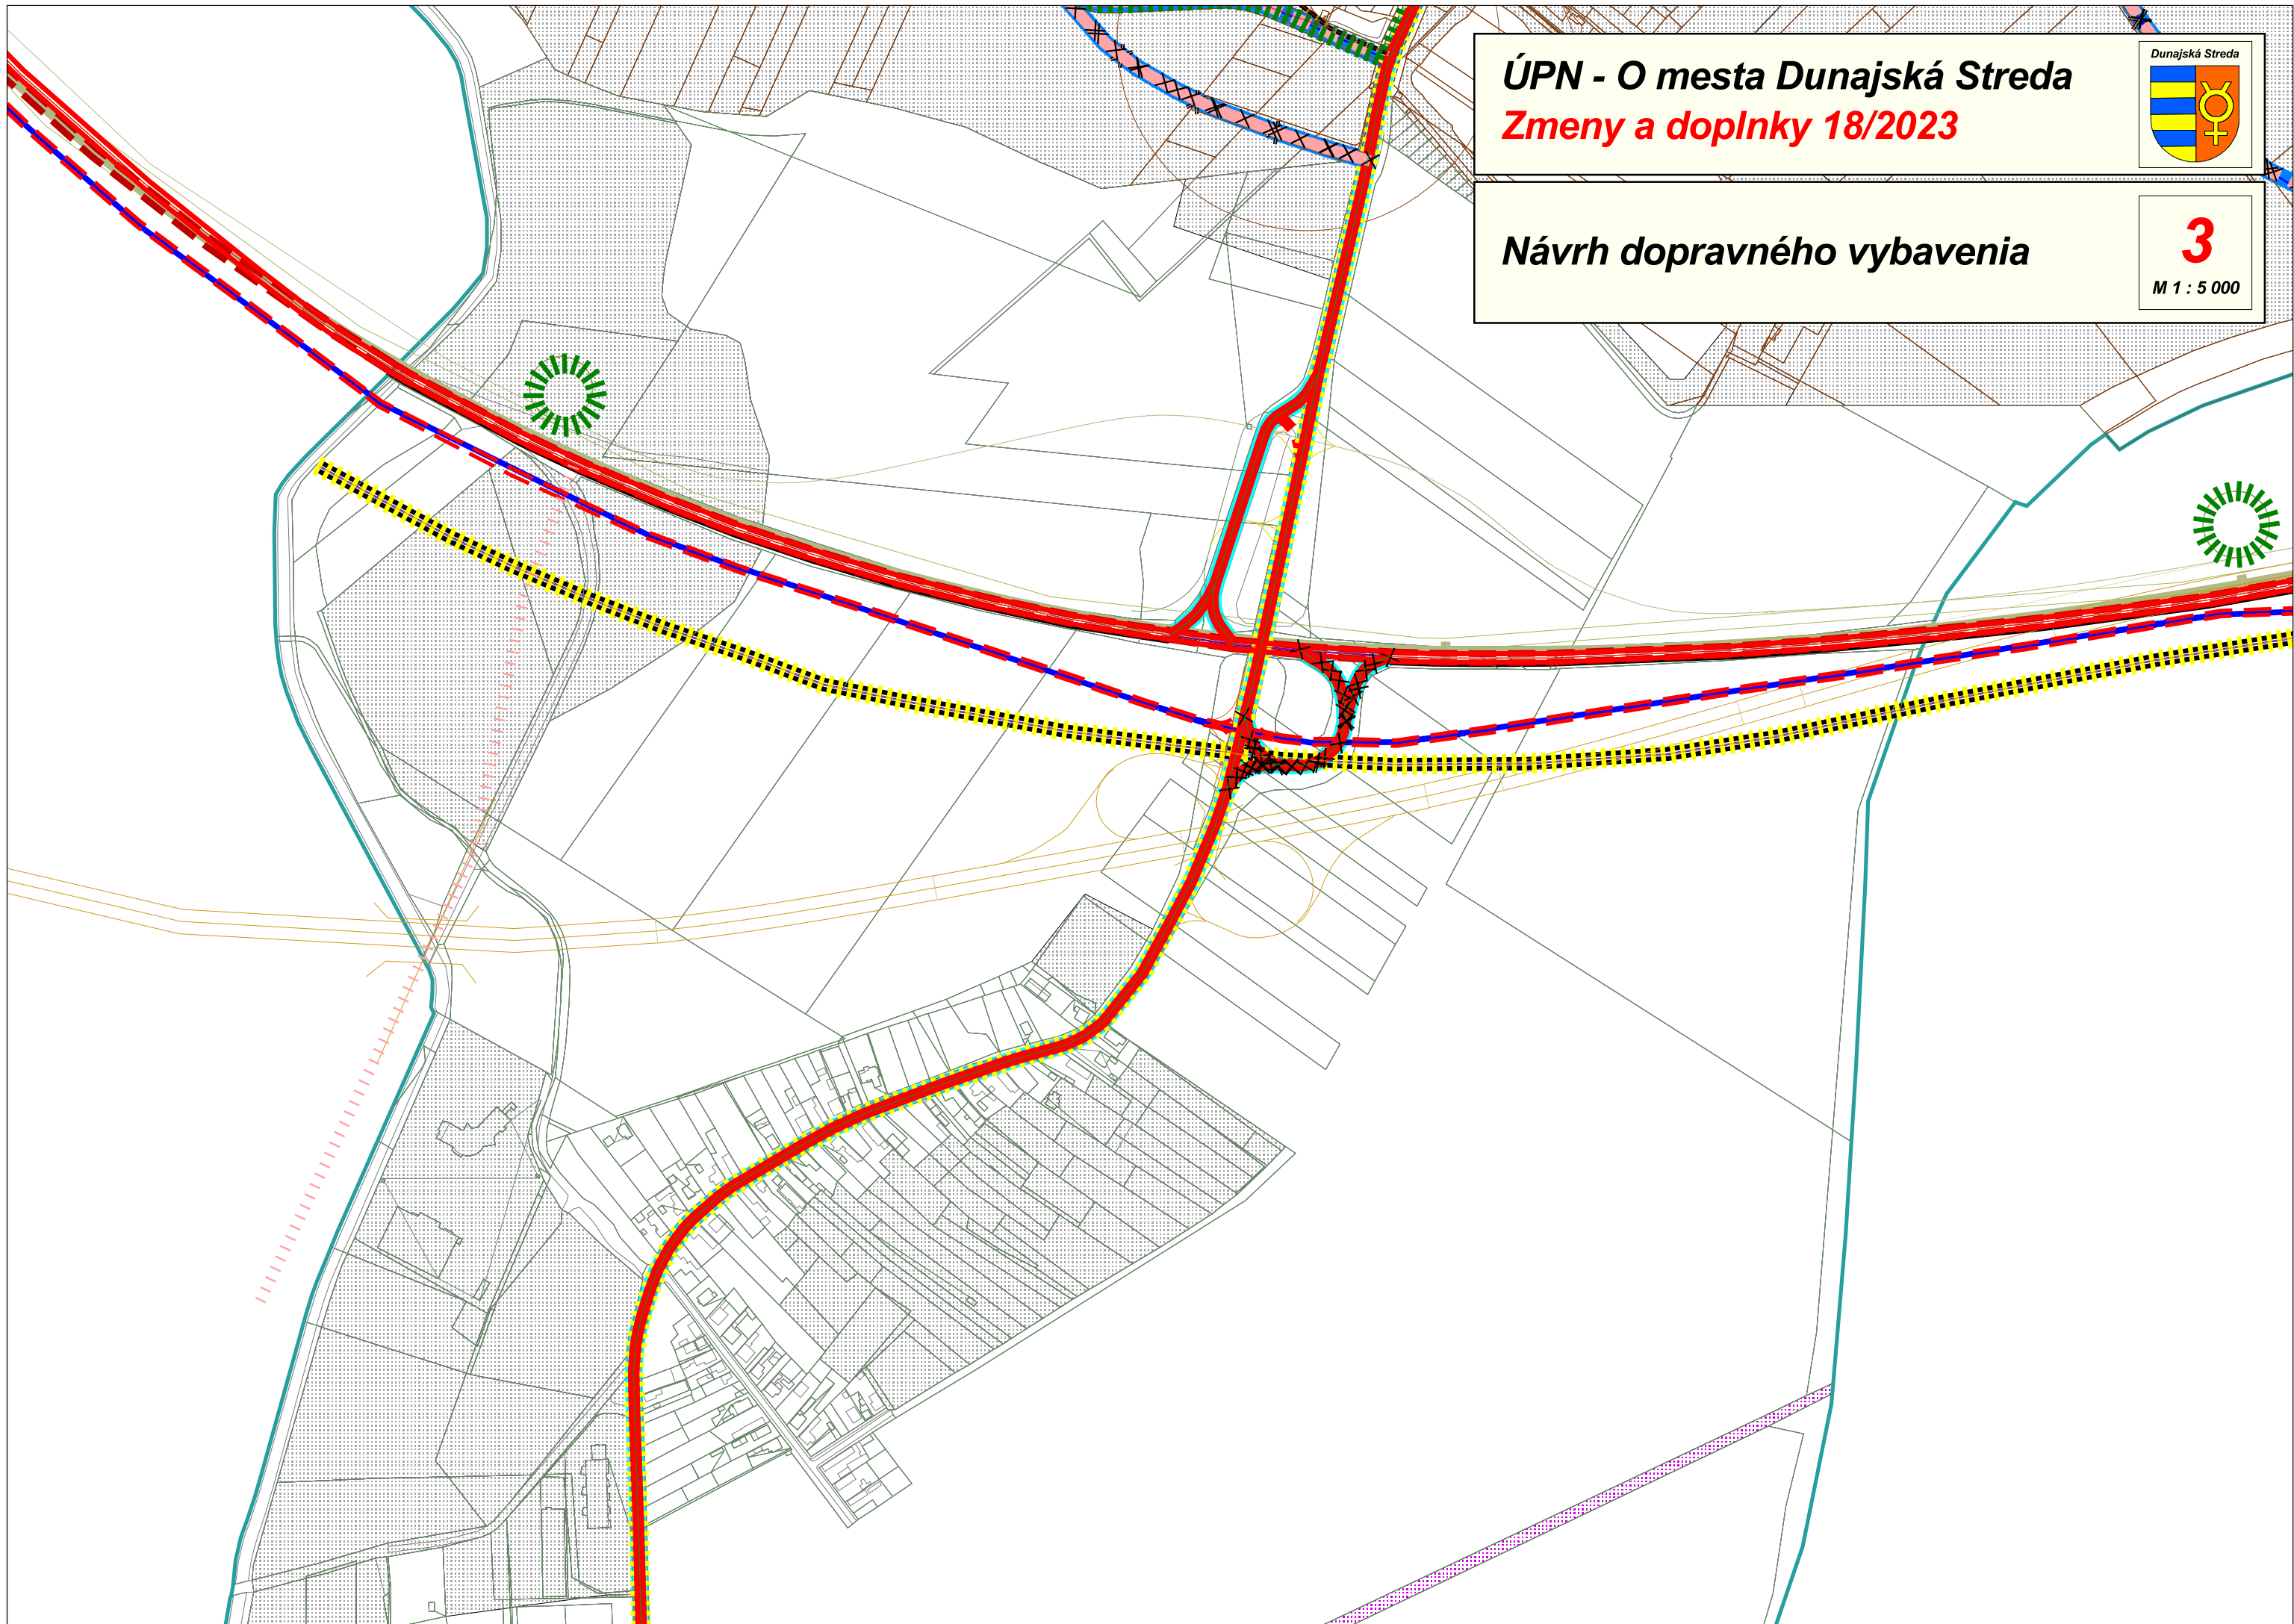 ÚPN - O mesta Dunajská Streda
Zmeny a doplnky 18/2023
Dunajská Streda
Návrh dopravného vybavenia
3
M 1 : 5 000